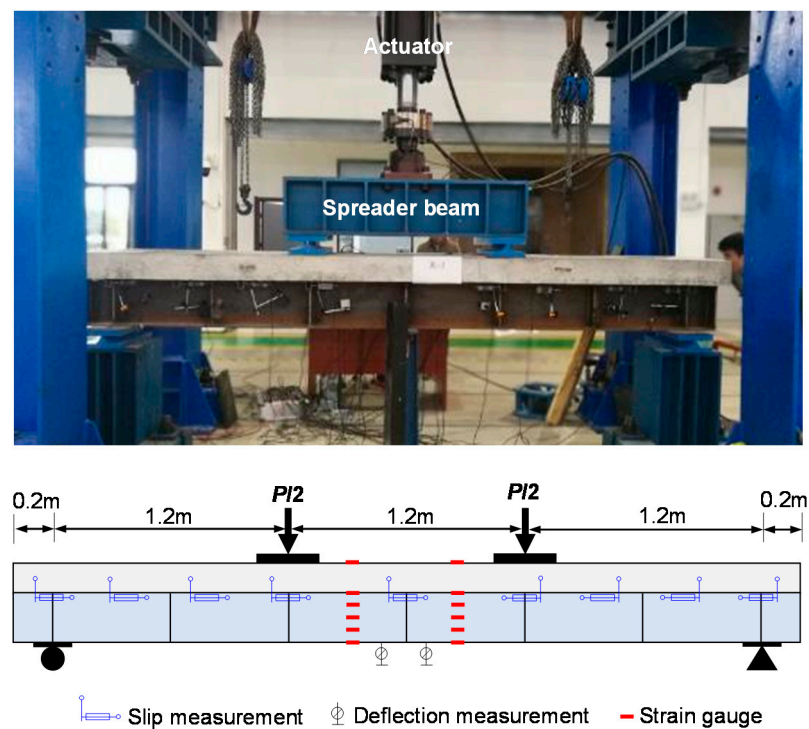 Actuator
Spreader beam
0.2m
1.2m
P/2
1.2m
P/2
1.2m
0.2m
Slip measurement
Deflection measurement
Strain gauge